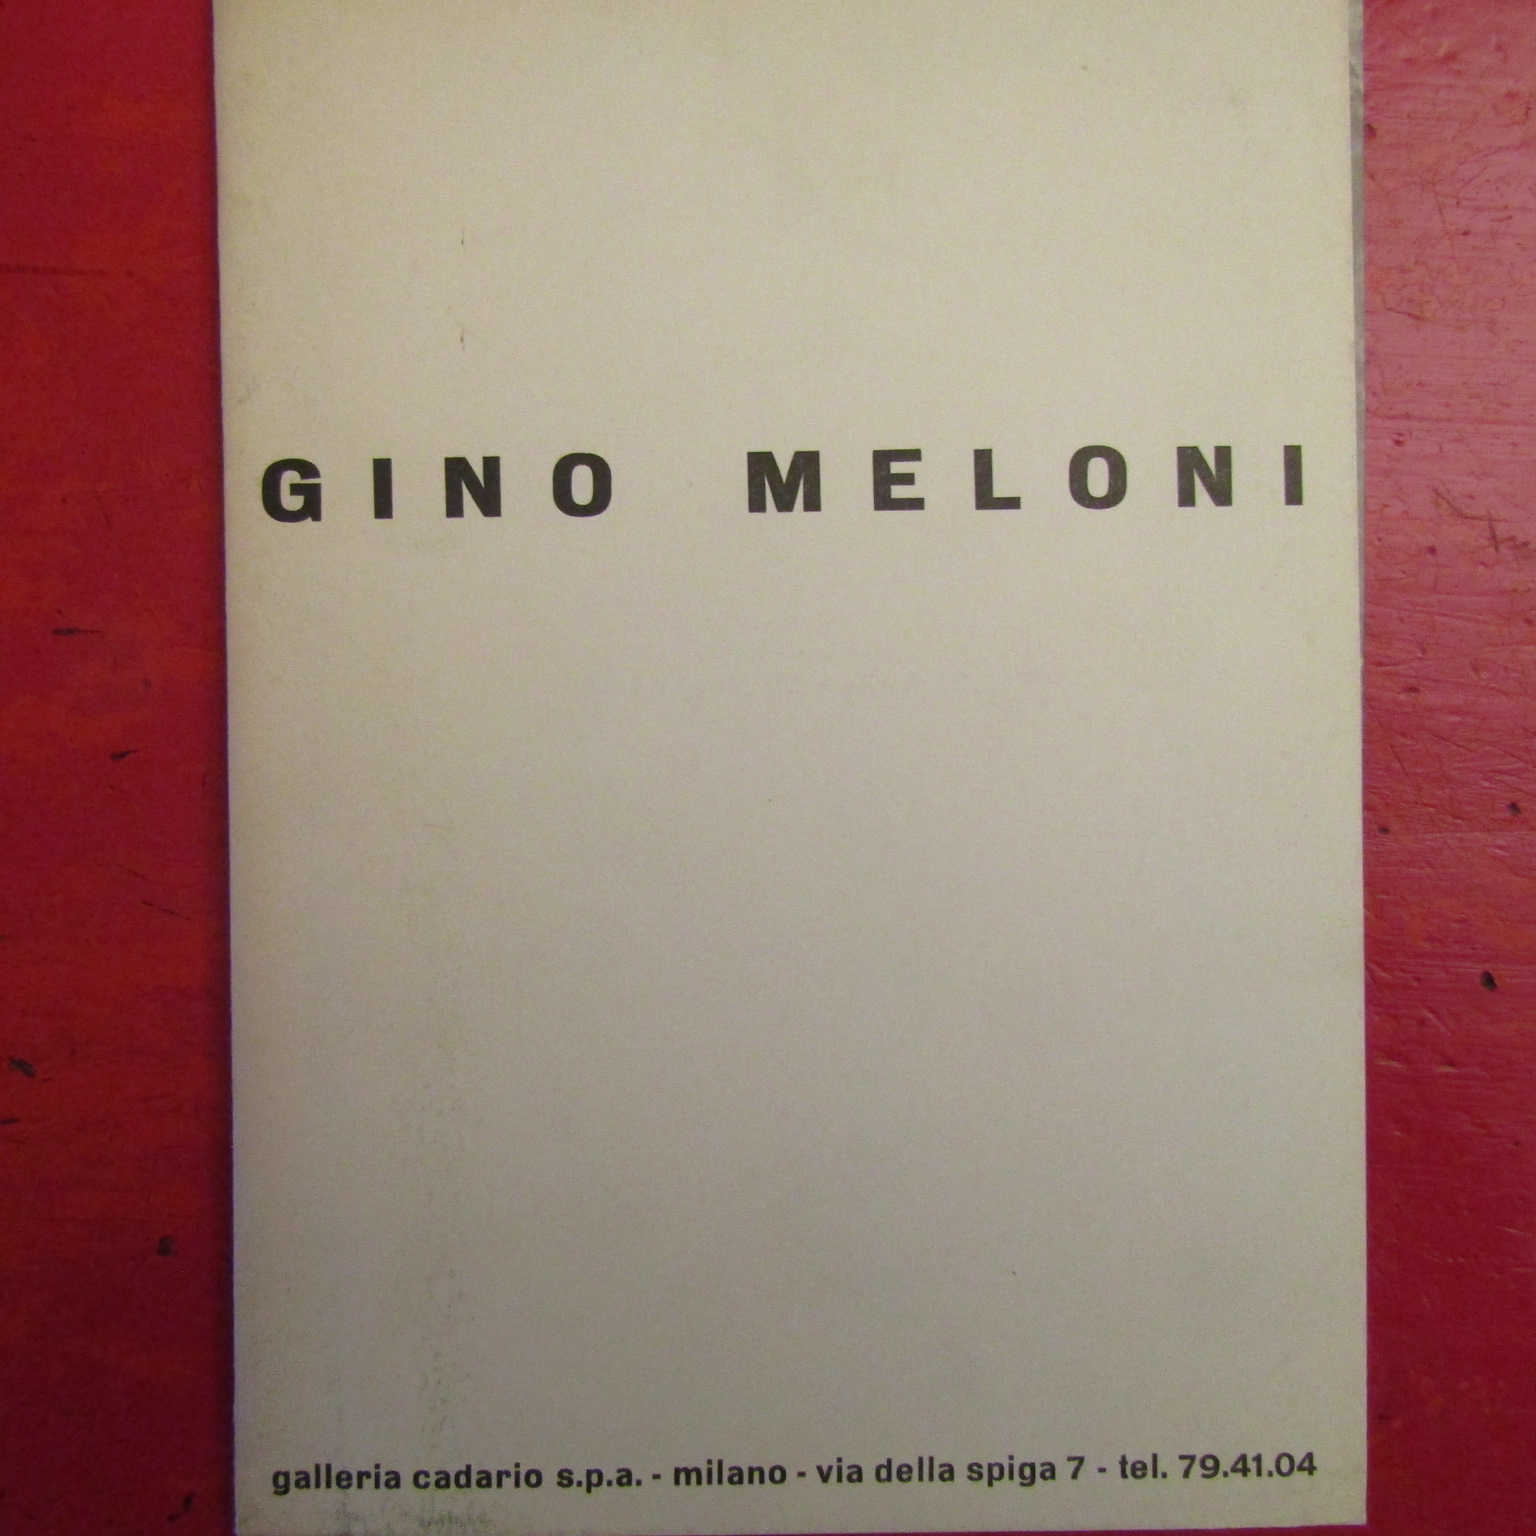 GINO MELONI
galleria cadario s.p.a. - milano - via della spiga 7 - tel. 79.41.04